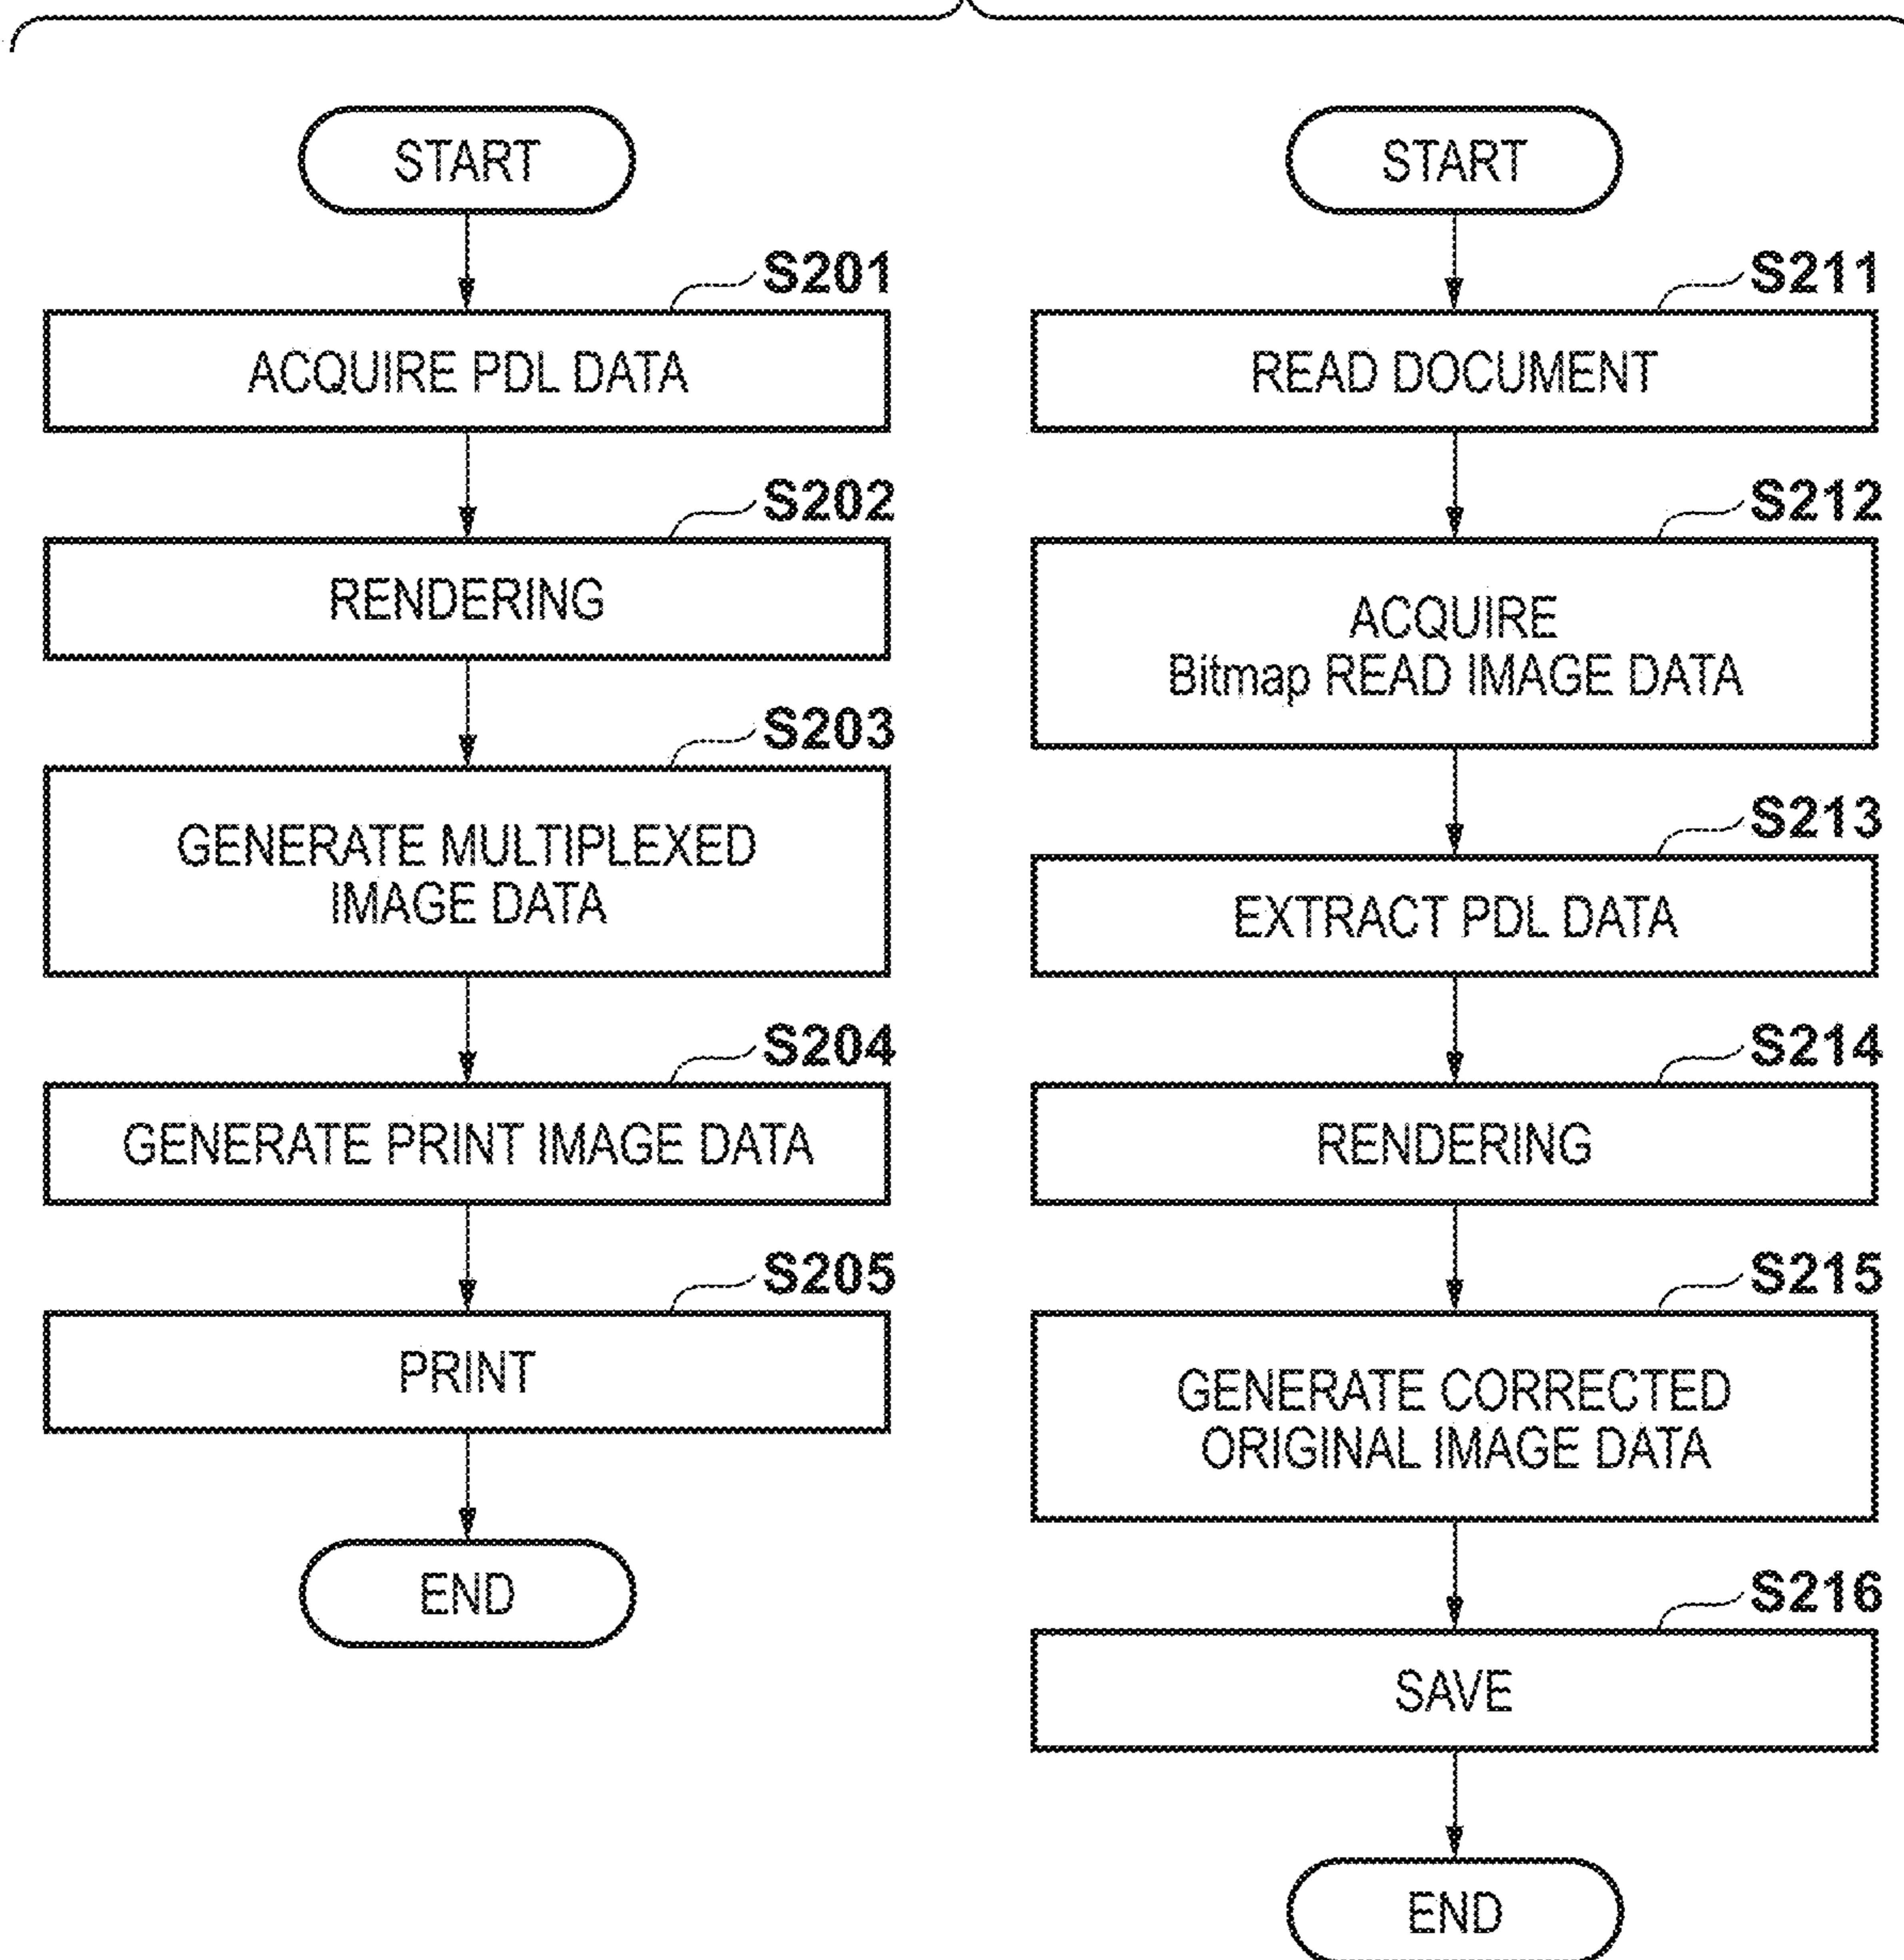 START
S201
ACQUIRE PDL DATA
S202
RENDERING
S203
GENERATE MULTIPLEXED
IMAGE DATA
S204
GENERATE PRINT IMAGE DATA
S205
PRINT
END
START
S211
READ DOCUMENT
S212
ACQUIRE
Bitmap READ IMAGE DATA
S213
EXTRACT PDL DATA
S214
RENDERING
S215
GENERATE CORRECTED
ORIGINAL IMAGE DATA
S216
SAVE
END